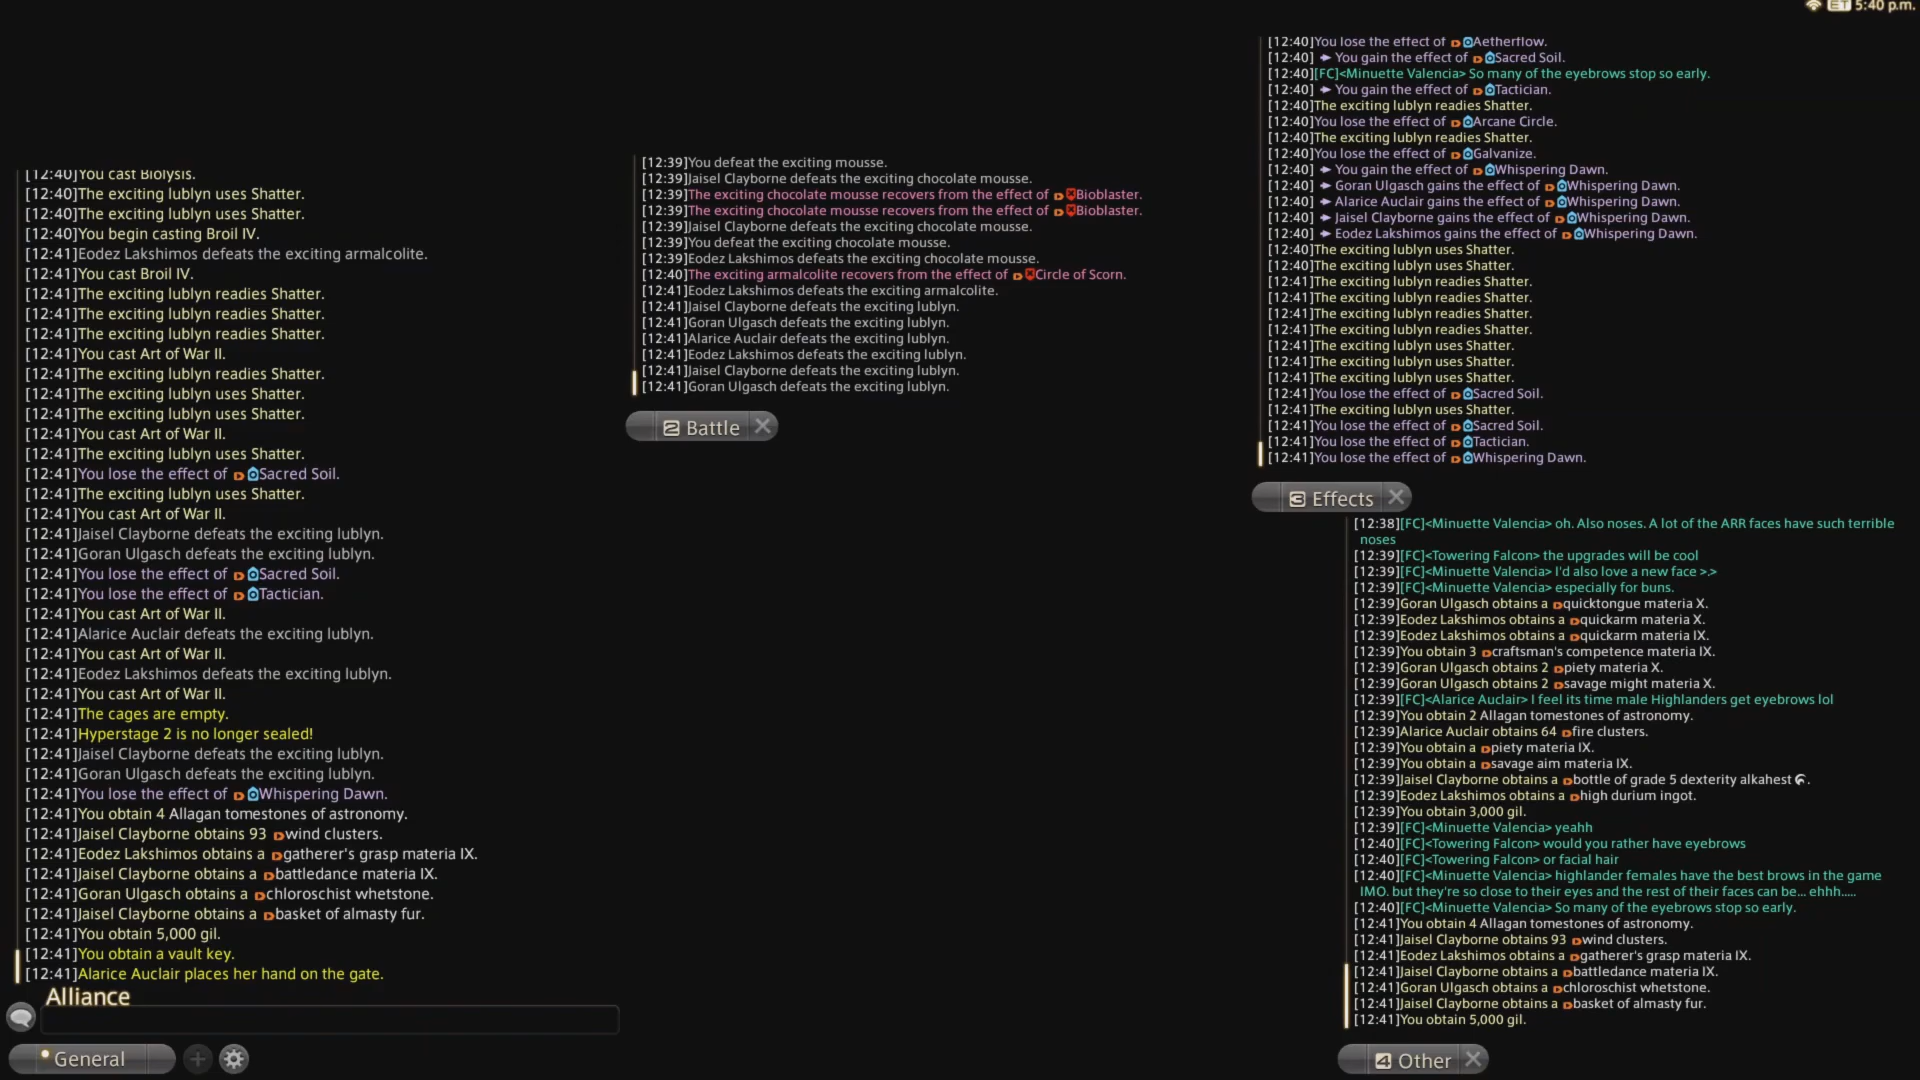 ET 5:40 p.m.
[12:40]You cast Biolysis.
[12:40]The exciting lublyn uses Shatter.
[12:40]The exciting lublyn uses Shatter.
[12:40]You begin casting Broil IV.
[12:41]Eodez Lakshimos defeats the exciting armalcolite.
[12:41]You cast Broil IV.
[12:41]The exciting lublyn readies Shatter.
[12:41]The exciting lublyn readies Shatter.
[12:41]The exciting lublyn readies Shatter.
[12:41]You cast Art of War II.
[12:41]The exciting lublyn readies Shatter.
[12:41]The exciting lublyn uses Shatter.
[12:41]The exciting lublyn uses Shatter.
[12:41]You cast Art of War II.
[12:41]The exciting lublyn uses Shatter.
[12:41]You lose the effect of Sacred Soil.
[12:41]The exciting lublyn uses Shatter.
[12:41]You cast Art of War II.
[12:41]Jaisel Clayborne defeats the exciting lublyn.
[12:41]Goran Ulgasch defeats the exciting lublyn.
[12:41]You lose the effect of Sacred Soil.
[12:41]You lose the effect of Tactician.
[12:41]You cast Art of War II.
[12:41]Alarice Auclair defeats the exciting lublyn.
[12:41]You cast Art of War II.
[12:41]Eodez Lakshimos defeats the exciting lublyn.
[12:41]You cast Art of War II.
[12:41]The cages are empty.
[12:41]Hyperstage 2 is no longer sealed!
[12:41]Jaisel Clayborne defeats the exciting lublyn.
[12:41]Goran Ulgasch defeats the exciting lublyn.
[12:41]You lose the effect of Whispering Dawn.
[12:41]You obtain 4 Allagan tomestones of astronomy.
[12:41]Jaisel Clayborne obtains 93 wind clusters.
[12:41]Eodez Lakshimos obtains a gatherer's grasp materia IX.
[12:41]Jaisel Clayborne obtains a battledance materia IX.
[12:41]Goran Ulgasch obtains a chloroschist whetstone.
[12:41]Jaisel Clayborne obtains a basket of almasty fur.
[12:41]You obtain 5,000 gil.
[12:41]You obtain a vault key.
[12:41]Alarice Auclair places her hand on the gate.
Alliance
General
[12:39]You defeat the exciting mousse.
[12:39]Jaisel Clayborne defeats the exciting chocolate mousse.
[12:39]The exciting chocolate mousse recovers from the effect of Bioblaster.
[12:39]The exciting chocolate mousse recovers from the effect of Bioblaster.
[12:39]Jaisel Clayborne defeats the exciting chocolate mousse.
[12:39]You defeat the exciting chocolate mousse.
[12:39]Eodez Lakshimos defeats the exciting chocolate mousse.
[12:40]The exciting armalcolite recovers from the effect of Circle of Scorn.
[12:41]Eodez Lakshimos defeats the exciting armalcolite.
[12:41]Jaisel Clayborne defeats the exciting lublyn.
[12:41]Goran Ulgasch defeats the exciting lublyn.
[12:41]Alarice Auclair defeats the exciting lublyn.
[12:41]Eodez Lakshimos defeats the exciting lublyn.
[12:41]Jaisel Clayborne defeats the exciting lublyn.
[12:41]Goran Ulgasch defeats the exciting lublyn.
2 Battle
[12:40]You lose the effect of Aetherflow.
[12:40] You gain the effect of Sacred Soil.
[12:40][FC]<Minuette Valencia> So many of the eyebrows stop so early.
[12:40] You gain the effect of Tactician.
[12:40]The exciting lublyn readies Shatter.
[12:40]You lose the effect of Arcane Circle.
[12:40]The exciting lublyn readies Shatter.
[12:40]You lose the effect of Galvanize.
[12:40] You gain the effect of Whispering Dawn.
[12:40] Goran Ulgasch gains the effect of Whispering Dawn.
[12:40] Alarice Auclair gains the effect of Whispering Dawn.
[12:40] Jaisel Clayborne gains the effect of Whispering Dawn.
[12:40] Eodez Lakshimos gains the effect of Whispering Dawn.
[12:40]The exciting lublyn uses Shatter.
[12:40]The exciting lublyn uses Shatter.
[12:41]The exciting lublyn readies Shatter.
[12:41]The exciting lublyn readies Shatter.
[12:41]The exciting lublyn readies Shatter.
[12:41]The exciting lublyn readies Shatter.
[12:41]The exciting lublyn uses Shatter.
[12:41]The exciting lublyn uses Shatter.
[12:41]The exciting lublyn uses Shatter.
[12:41]You lose the effect of Sacred Soil.
[12:41]The exciting lublyn uses Shatter.
[12:41]You lose the effect of Sacred Soil.
[12:41]You lose the effect of Tactician.
[12:41]You lose the effect of Whispering Dawn.
3 Effects
[12:38][FC]<Minuette Valencia> oh. Also noses. A lot of the ARR faces have such terrible
noses
[12:39][FC]<Towering Falcon> the upgrades will be cool
[12:39][FC]<Minuette Valencia> I'd also love a new face >.>
[12:39][FC]<Minuette Valencia> especially for buns.
[12:39]Goran Ulgasch obtains a quicktongue materia X.
[12:39]Eodez Lakshimos obtains a quickarm materia X.
[12:39]Eodez Lakshimos obtains a quickarm materia IX.
[12:39]You obtain 3 craftsman's competence materia IX.
[12:39]Goran Ulgasch obtains 2 piety materia X.
[12:39]Goran Ulgasch obtains 2 savage might materia X.
[12:39][FC]<Alarice Auclair> I feel its time male Highlanders get eyebrows lol
[12:39]You obtain 2 Allagan tomestones of astronomy.
[12:39]Alarice Auclair obtains 64 fire clusters.
[12:39]You obtain a piety materia IX.
[12:39]You obtain a savage aim materia IX.
[12:39]Jaisel Clayborne obtains a bottle of grade 5 dexterity alkahest .
[12:39]Eodez Lakshimos obtains a high durium ingot.
[12:39]You obtain 3,000 gil.
[12:39][FC]<Minuette Valencia> yeahh
[12:40][FC]<Towering Falcon> would you rather have eyebrows
[12:40][FC]<Towering Falcon> or facial hair
[12:40][FC]<Minuette Valencia> highlander females have the best brows in the game
IMO. but they're so close to their eyes and the rest of their faces can be... ehhh.....
[12:40][FC]<Minuette Valencia> So many of the eyebrows stop so early.
[12:41]You obtain 4 Allagan tomestones of astronomy.
[12:41]Jaisel Clayborne obtains 93 wind clusters.
[12:41]Eodez Lakshimos obtains a gatherer's grasp materia IX.
[12:41]Jaisel Clayborne obtains a battledance materia IX.
[12:41]Goran Ulgasch obtains a chloroschist whetstone.
[12:41]Jaisel Clayborne obtains a basket of almasty fur.
[12:41]You obtain 5,000 gil.
4 Other